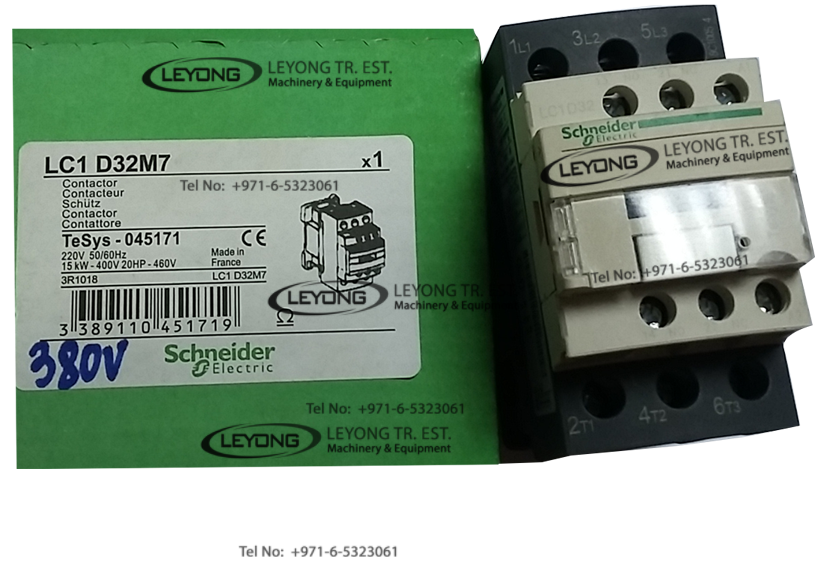 LEYONG
LEYONG TR. EST.
Machinery & Equipment
LC1 D32M7
x1
Contactor
Contacteur
Schütz
Contactor
Contattore
Tel No: +971-6-5323061
TeSys - 045171
CE
220V 50/60Hz
15 kW - 400V 20HP - 460V
Made in
France
3R1018
LC1 D32M7
3 389110 451719
LEYONG
LEYONG TR. EST.
Machinery & Equipment
380V
Schneider
Electric
Tel No: +971-6-5323061
LEYONG
LEYONG TR. EST.
Machinery & Equipment
1L1 3L2 5L3
LC1D32
Schneider
Electric
LEYONG
LEYONG TR. EST.
Machinery & Equipment
Tel No: +971-6-5323061
2T1 4T2 6T3
Tel No: +971-6-5323061